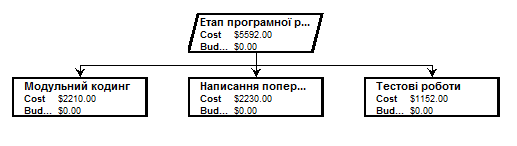 Етап програмної р...
Cost $5592.00
Bud... $0.00
Модульний кодинг
Cost $2210.00
Bud... $0.00
Написання попер...
Cost $2230.00
Bud... $0.00
Тестові роботи
Cost $1152.00
Bud... $0.00